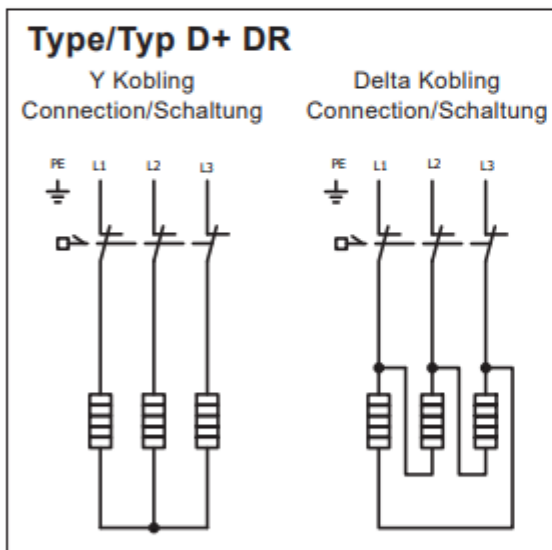 Type/Typ D+ DR
Y Kobling
Connection/Schaltung
Delta Kobling
Connection/Schaltung
PE L1 L2 L3
PE L1 L2 L3